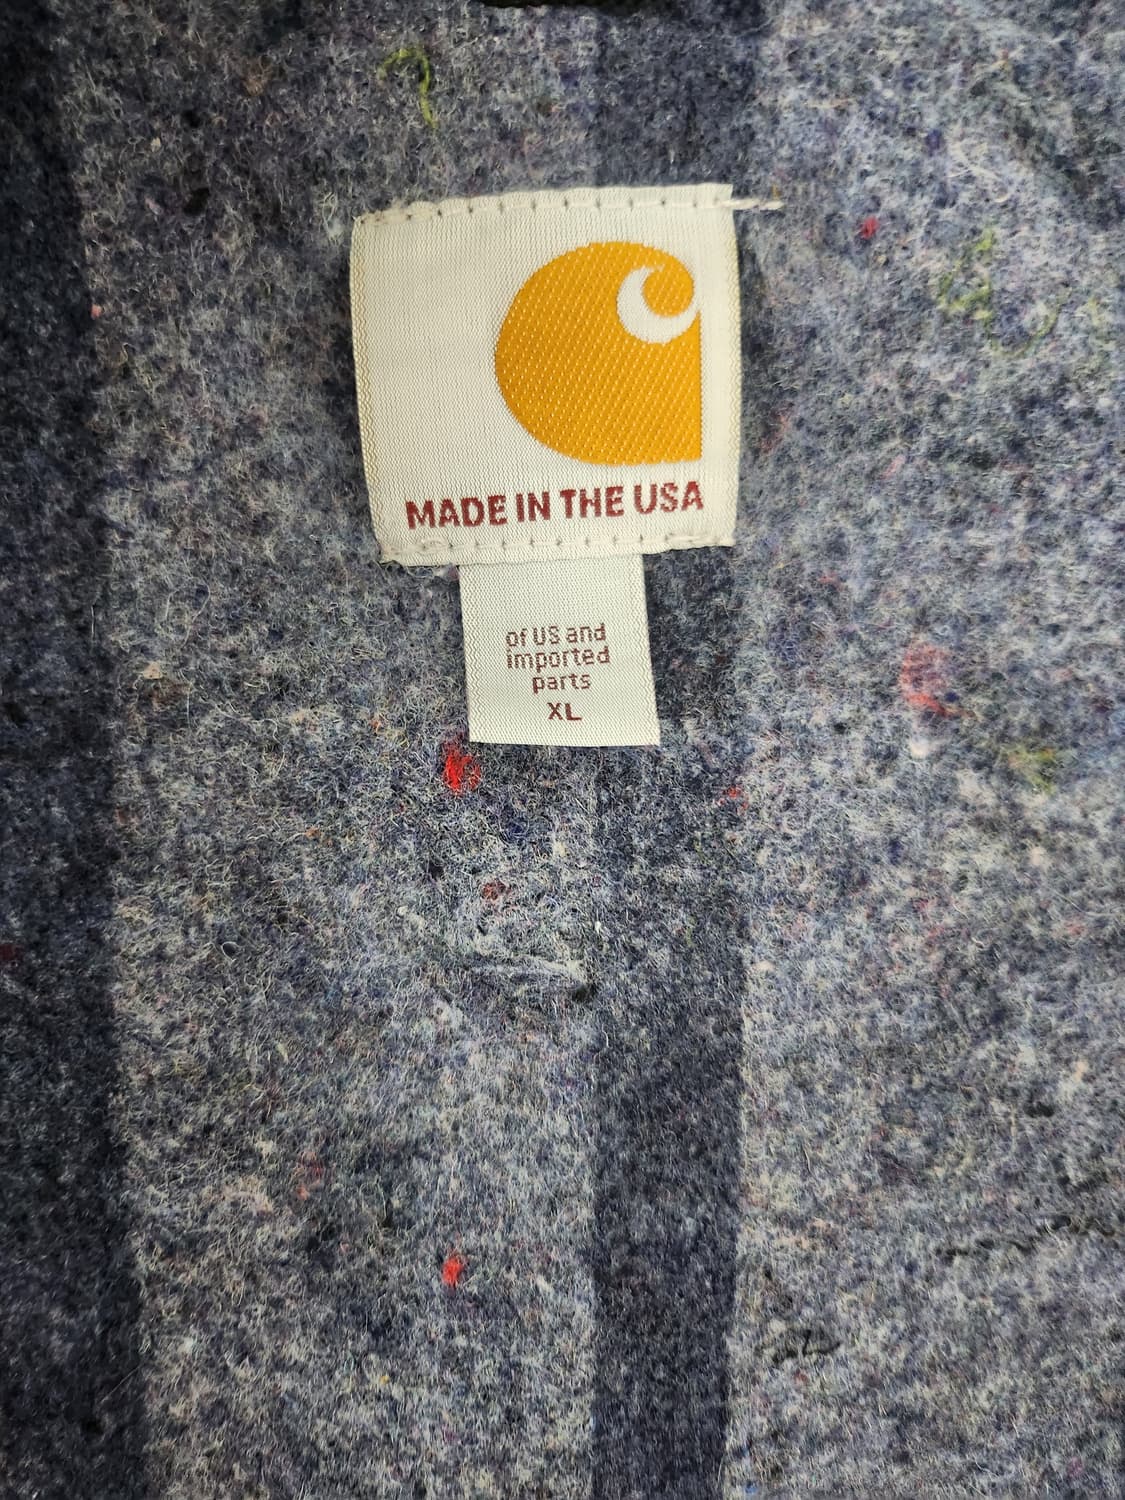 MADE IN THE USA
of US and
imported
parts
XL